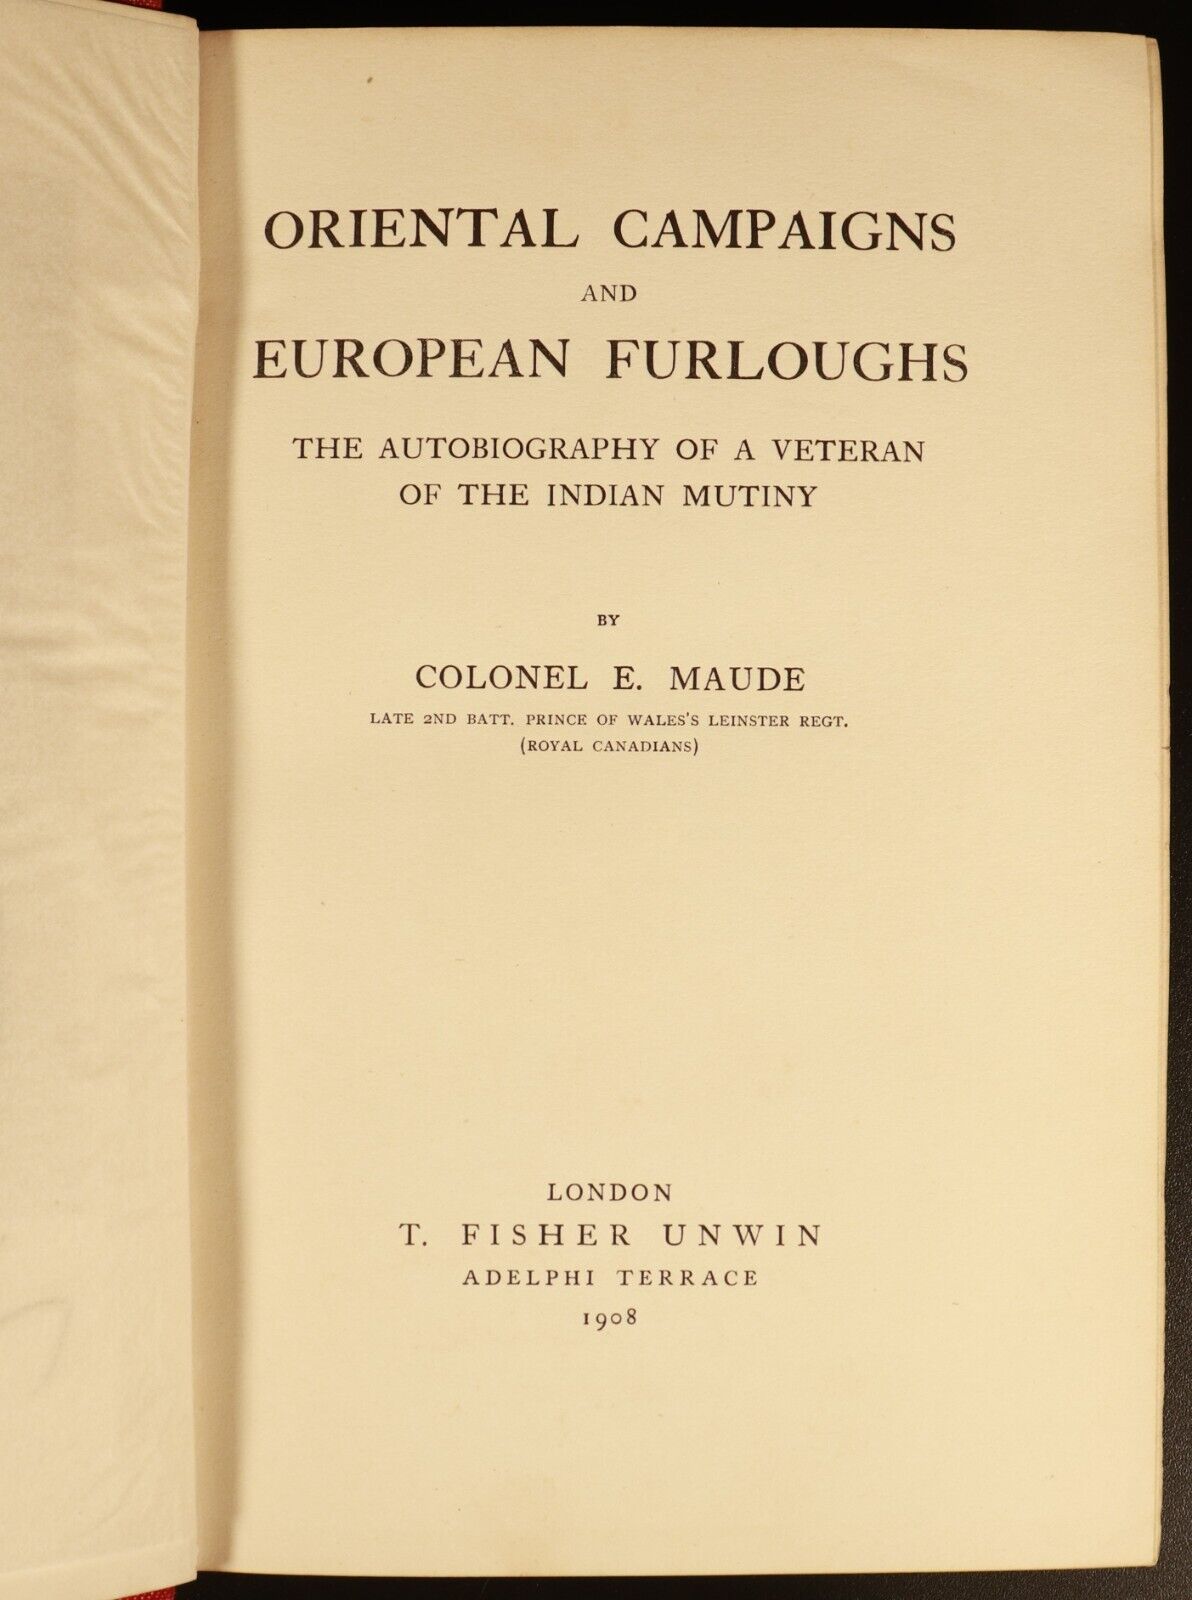 ORIENTAL CAMPAIGNS
AND
EUROPEAN FURLOUGHS
THE AUTOBIOGRAPHY OF A VETERAN
OF THE INDIAN MUTINY
BY
COLONEL E. MAUDE
LATE 2ND BATT. PRINCE OF WALES'S LEINSTER REGT.
(ROYAL CANADIANS)
LONDON
T. FISHER UNWIN
ADELPHI TERRACE
1908